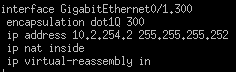 interface GigabitEthernet0/1.300
encapsulation dot1Q 300
ip address 10.2.254.2 255.255.255.252
ip nat inside
ip virtual-reassembly in